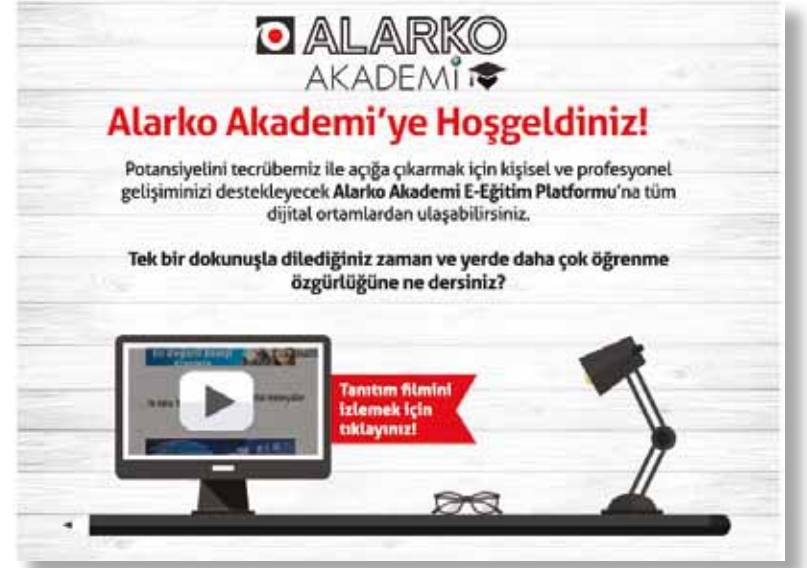 ALARKO
AKADEMİ
Alarko Akademi’ye Hoşgeldiniz!
Potansiyelini tecrübemiz ile açığa çıkarmak için kişisel ve profesyonel
gelişiminizi destekleyecek Alarko Akademi E-Eğitim Platformu’na tüm
dijital ortamlardan ulaşabilirsiniz.
Tek bir dokunuşla dilediğiniz zaman ve yerde daha çok öğrenme
özgürlüğüne ne dersiniz?
Tanıtım filmini
izlemek için
tıklayınız!